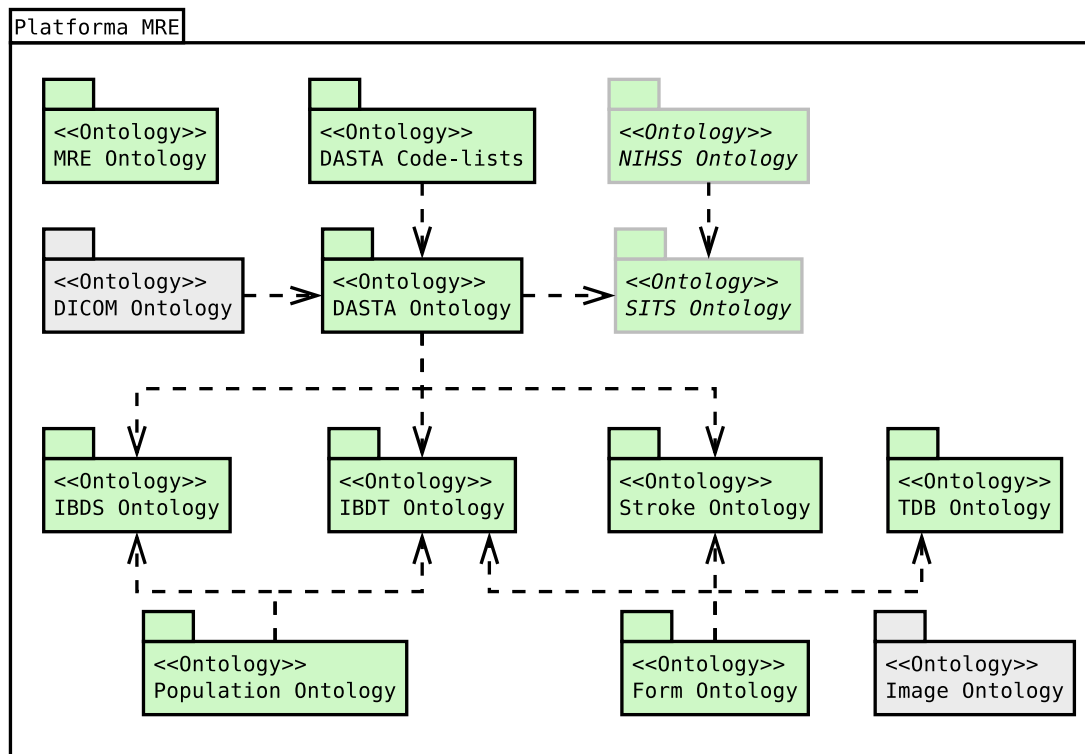 Platforma MRE
<<Ontology>>
MRE Ontology
<<Ontology>>
DASTA Code-lists
<<Ontology>>
NIHSS Ontology
<<Ontology>>
DICOM Ontology
<<Ontology>>
DASTA Ontology
<<Ontology>>
SITS Ontology
<<Ontology>>
IBDS Ontology
<<Ontology>>
IBDT Ontology
<<Ontology>>
Stroke Ontology
<<Ontology>>
TDB Ontology
<<Ontology>>
Population Ontology
<<Ontology>>
Form Ontology
<<Ontology>>
Image Ontology